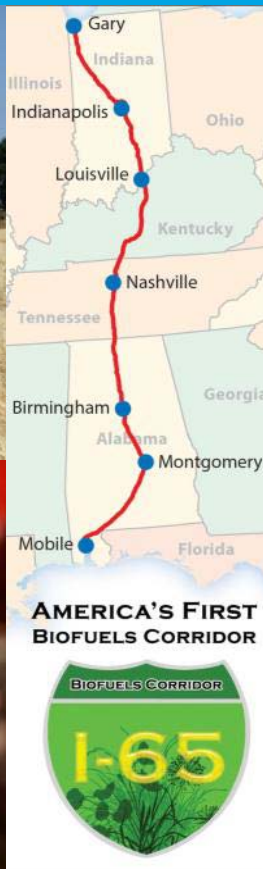 Gary
Indiana
Illinois
Indianapolis
Ohio
Louisville
Kentucky
Nashville
Tennessee
Georgia
Birmingham
Alabama
Montgomery
Mobile
Florida
AMERICA'S FIRST
BIOFUELS CORRIDOR
BIOFUELS CORRIDOR
I-65